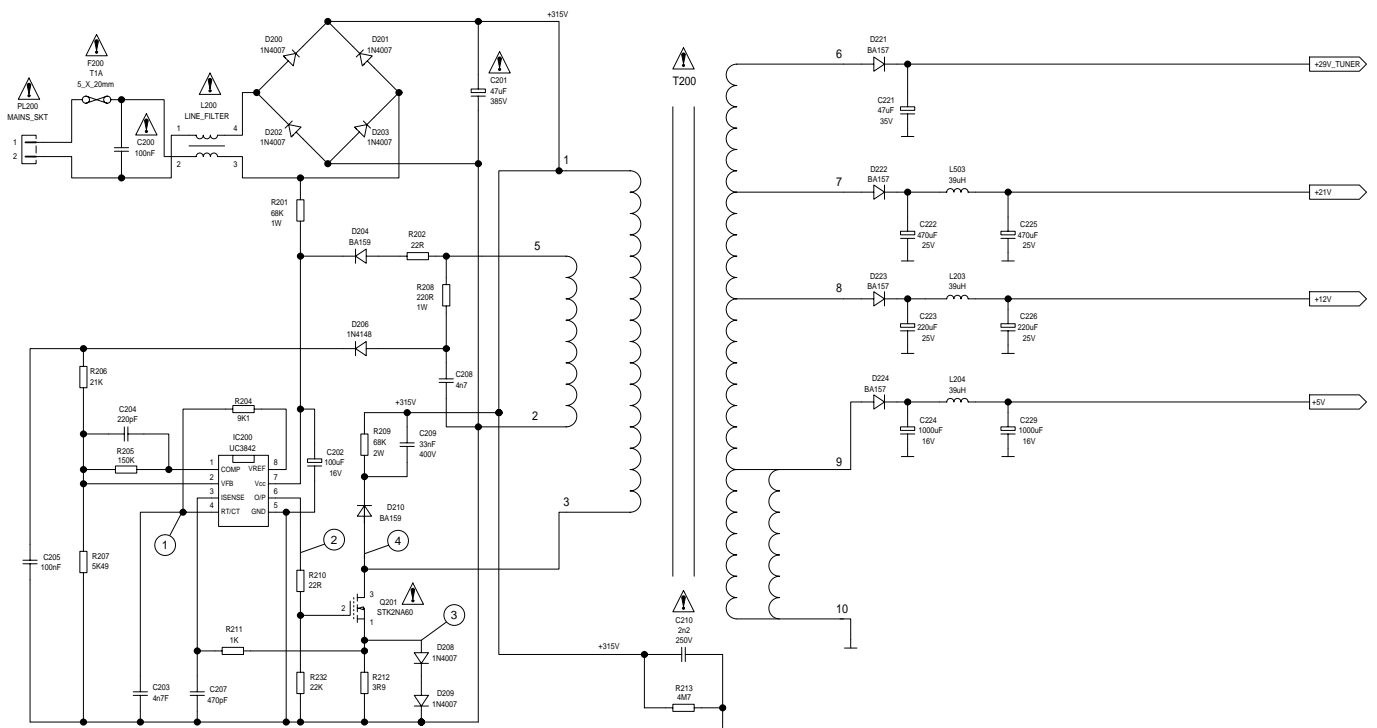 +315V
D200
1N4007
D201
1N4007
F200
T1A
5_X_20mm
C201
47uF
385V
T200
6
D221
BA157
+29V_TUNER
PL200
MAINS_SKT
L200
LINE_FILTER
C221
47uF
35V
1
2
C200
100nF
1
4
2
3
D202
1N4007
D203
1N4007
1
R201
68K
1W
7
D222
BA157
L503
39uH
+21V
C222
470uF
25V
C225
470uF
25V
D204
BA159
R202
22R
5
R208
220R
1W
8
D223
BA157
L203
39uH
+12V
C223
220uF
25V
C226
220uF
25V
D206
1N4148
R206
21K
C208
4n7
D224
BA157
L204
39uH
+5V
C204
220pF
R204
9K1
+315V
2
R209
68K
2W
C209
33nF
400V
C224
1000uF
16V
C229
1000uF
16V
R205
150K
IC200
UC3842
C202
100uF
16V
9
1
COMP
VREF
8
2
VFB
Vcc
7
3
ISENSE
O/P
6
4
RT/CT
GND
5
3
D210
BA159
1
2
4
C205
100nF
R207
5K49
R210
22R
3
2
1
Q201
STK2NA60
3
C210
2n2
250V
10
R211
1K
D208
1N4007
+315V
C203
4n7F
C207
470pF
R232
22K
R212
3R9
D209
1N4007
R213
4M7